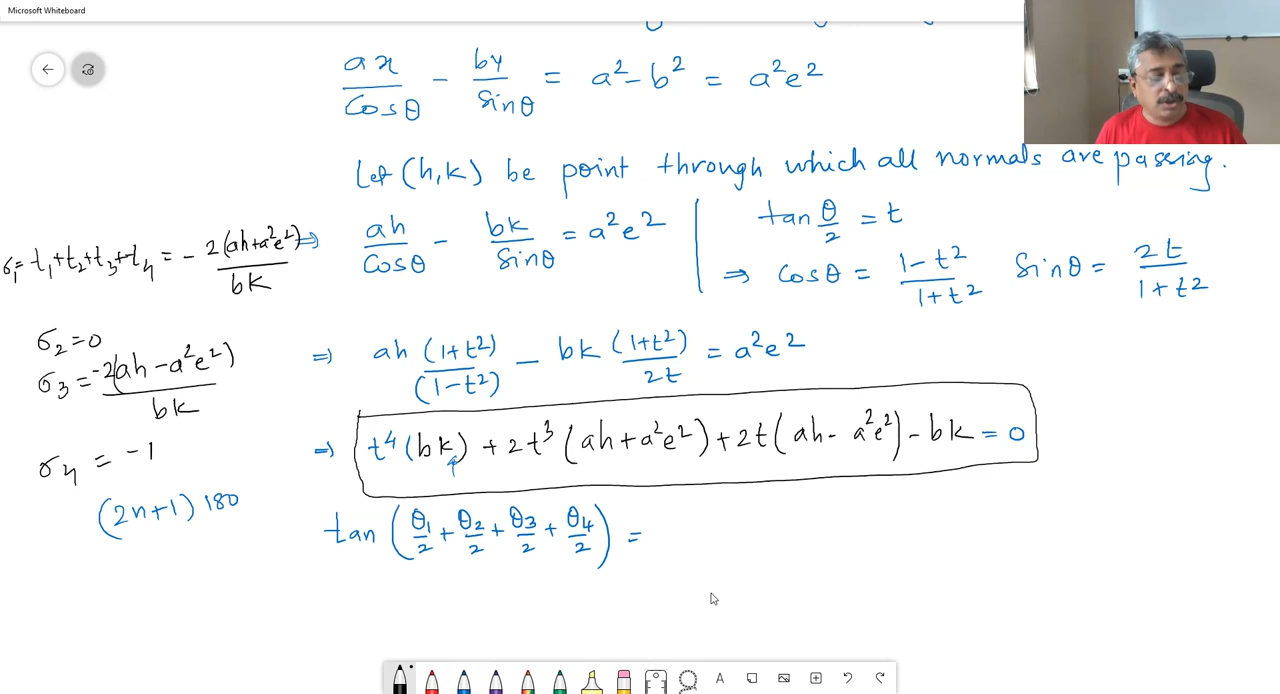 Microsoft Whiteboard
ax/cosθ - by/sinθ = a² - b² = a²e²
Let (h,k) be point through which all normals are passing.
⇒ ah/cosθ - bk/sinθ = a²e²
tan θ/2 = t
⇒ cosθ = 1-t²/1+t² sinθ = 2t/1+t²
σ₁ = t₁+t₂+t₃+t₄ = - 2(ah+a²e²)/bk
σ₂ = 0
σ₃ = -2(ah-a²e²)/bk
σ₄ = -1
(2n+1) 180
⇒ ah (1+t²)/(1-t²) - bk (1+t²)/2t = a²e²
⇒ t⁴(bk) + 2t³(ah+a²e²) + 2t(ah-a²e²) - bk = 0
tan (θ₁/2 + θ₂/2 + θ₃/2 + θ₄/2) =
A